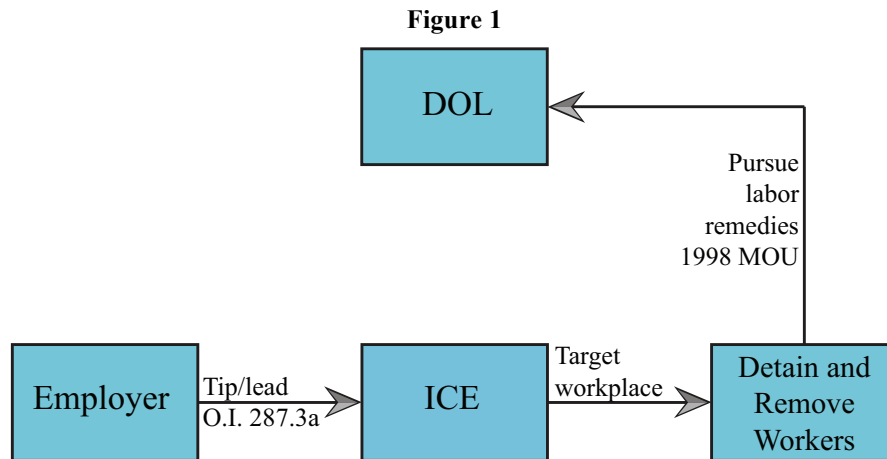 Figure 1
DOL
Pursue
labor
remedies
1998 MOU
Employer
Tip/lead
O.I. 287.3a
ICE
Target
workplace
Detain and
Remove
Workers